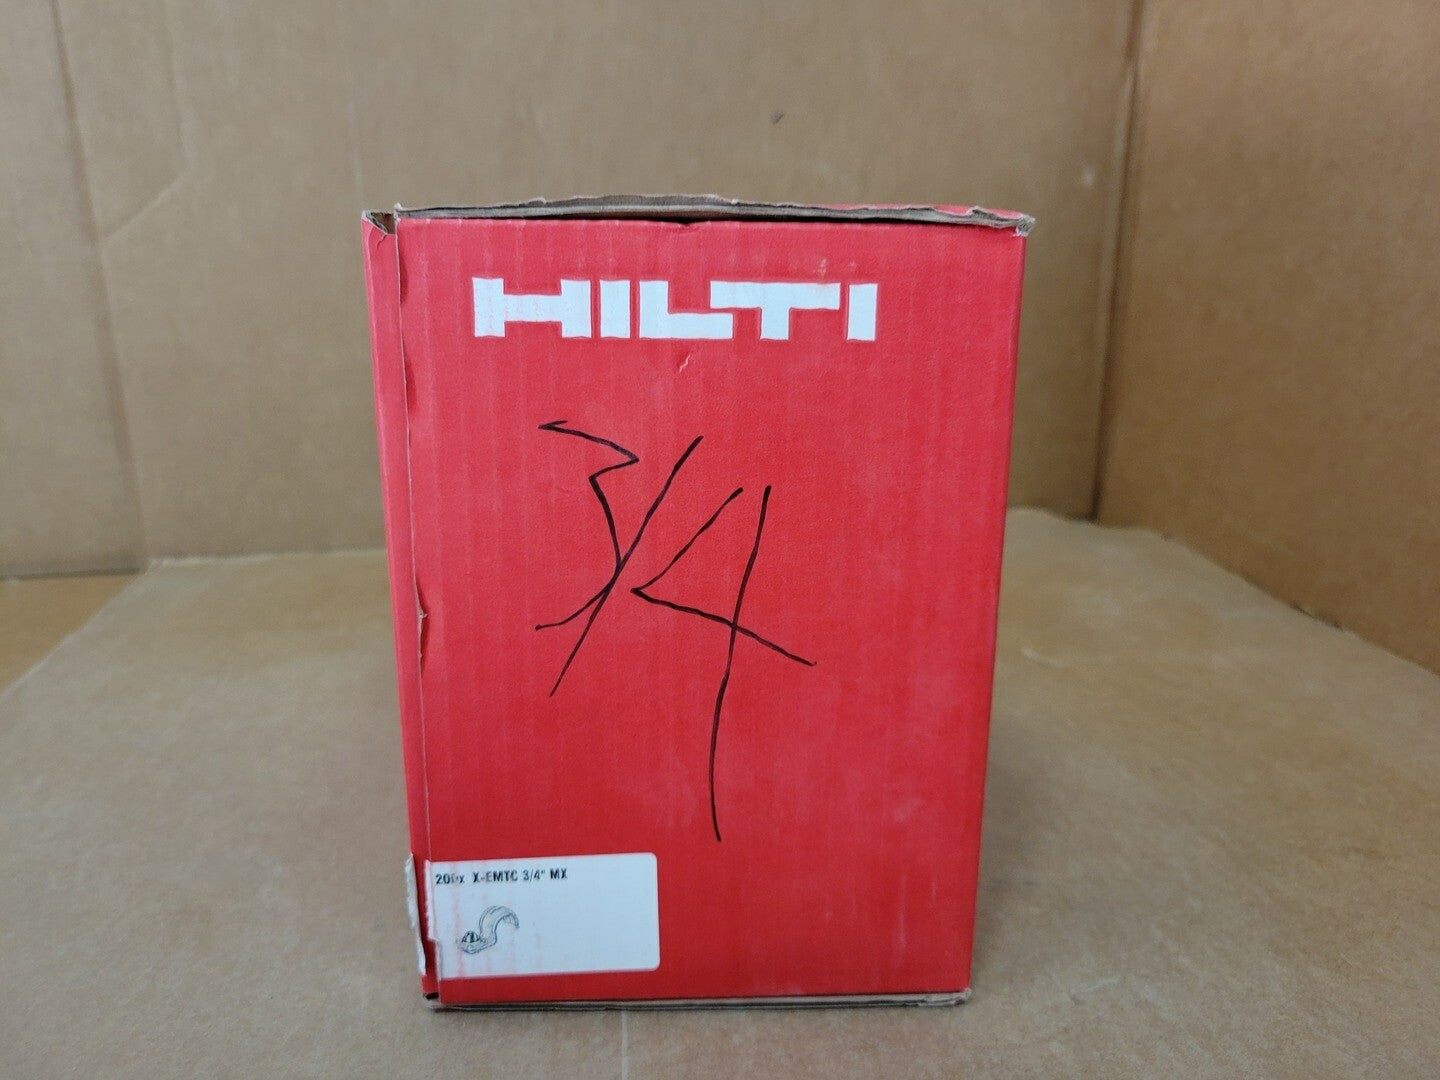 HILTI
3/4
200x X-EMTC 3/4" MX